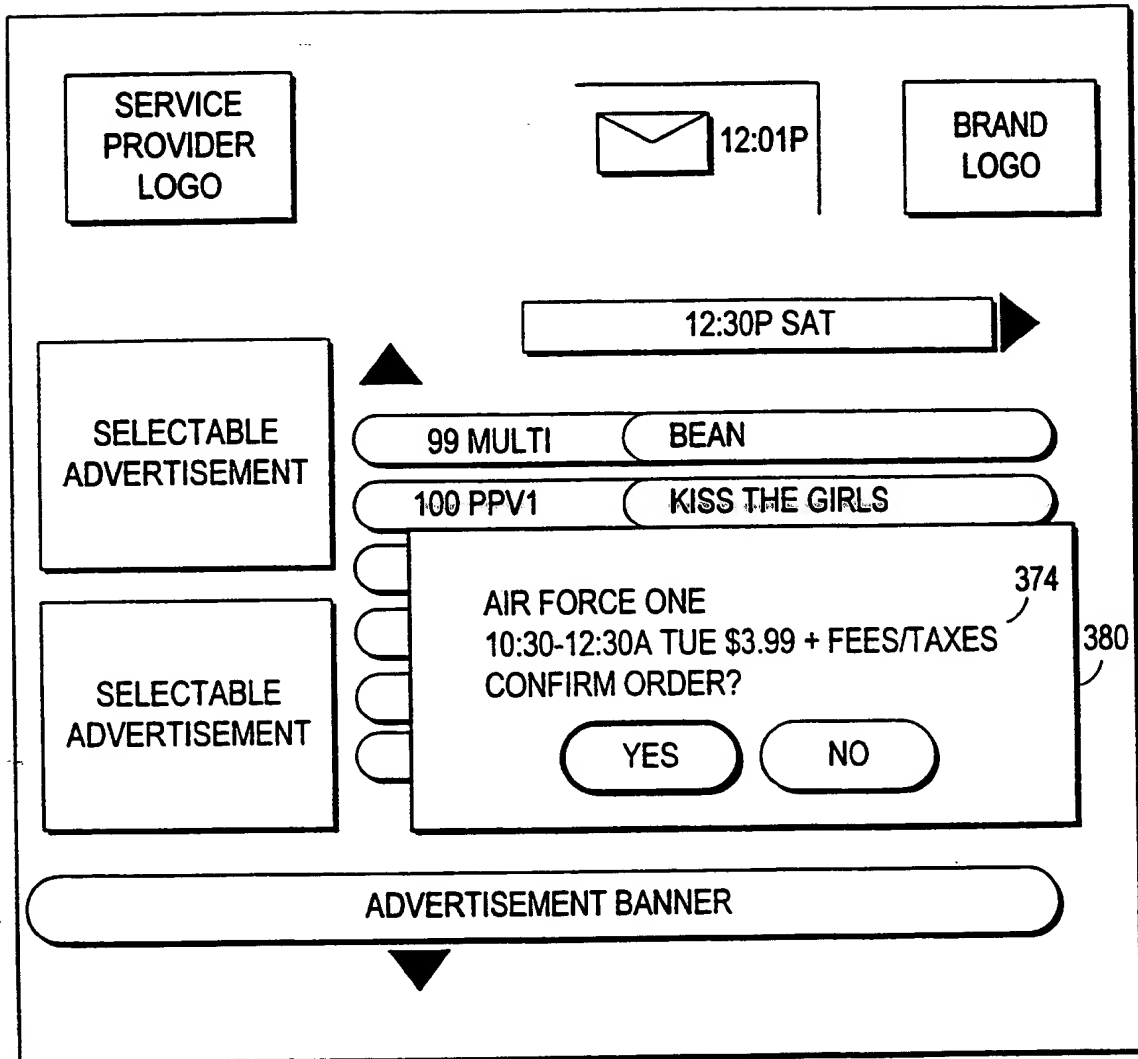 SERVICE
PROVIDER
LOGO
12:01P
BRAND
LOGO
12:30P SAT
SELECTABLE
ADVERTISEMENT
99 MULTI BEAN
100 PPV1 KISS THE GIRLS
AIR FORCE ONE
374
10:30-12:30A TUE $3.99 + FEES/TAXES
380
CONFIRM ORDER?
YES NO
SELECTABLE
ADVERTISEMENT
ADVERTISEMENT BANNER